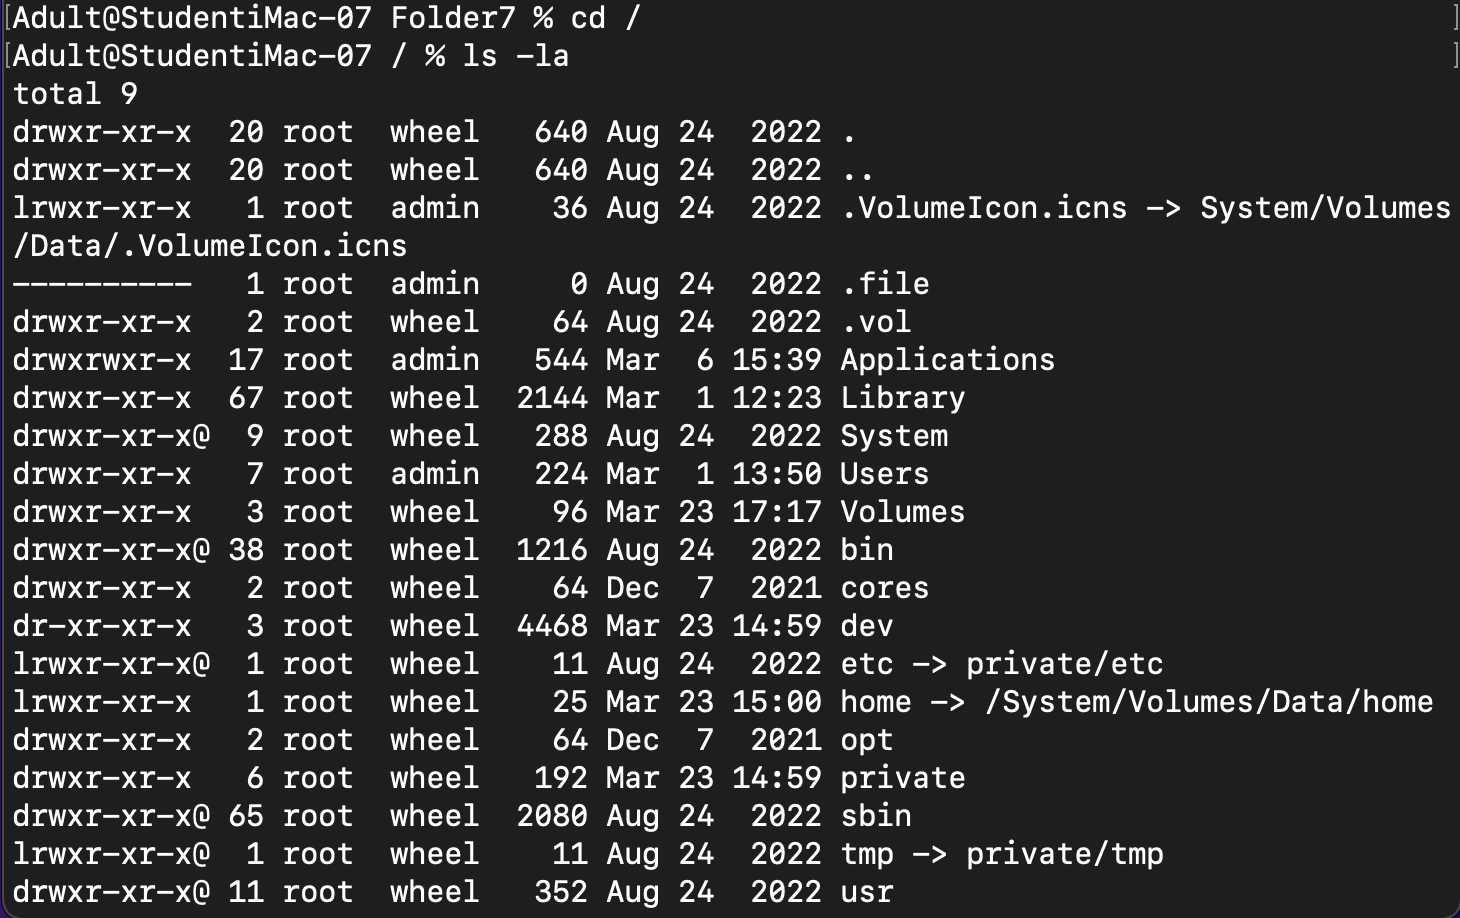 [Adult@StudentiMac-07 Folder7 % cd / ]
[Adult@StudentiMac-07 / % ls -la ]
total 9
drwxr-xr-x  20 root  wheel   640 Aug 24  2022 .
drwxr-xr-x  20 root  wheel   640 Aug 24  2022 ..
lrwxr-xr-x   1 root  admin    36 Aug 24  2022 .VolumeIcon.icns -> System/Volumes
/Data/.VolumeIcon.icns
----------   1 root  admin     0 Aug 24  2022 .file
drwxr-xr-x   2 root  wheel    64 Aug 24  2022 .vol
drwxrwxr-x  17 root  admin   544 Mar  6 15:39 Applications
drwxr-xr-x  67 root  wheel  2144 Mar  1 12:23 Library
drwxr-xr-x@  9 root  wheel   288 Aug 24  2022 System
drwxr-xr-x   7 root  admin   224 Mar  1 13:50 Users
drwxr-xr-x   3 root  wheel    96 Mar 23 17:17 Volumes
drwxr-xr-x@ 38 root  wheel  1216 Aug 24  2022 bin
drwxr-xr-x   2 root  wheel    64 Dec  7  2021 cores
dr-xr-xr-x   3 root  wheel  4468 Mar 23 14:59 dev
lrwxr-xr-x@  1 root  wheel    11 Aug 24  2022 etc -> private/etc
lrwxr-xr-x   1 root  wheel    25 Mar 23 15:00 home -> /System/Volumes/Data/home
drwxr-xr-x   2 root  wheel    64 Dec  7  2021 opt
drwxr-xr-x   6 root  wheel   192 Mar 23 14:59 private
drwxr-xr-x@ 65 root  wheel  2080 Aug 24  2022 sbin
lrwxr-xr-x@  1 root  wheel    11 Aug 24  2022 tmp -> private/tmp
drwxr-xr-x@ 11 root  wheel   352 Aug 24  2022 usr